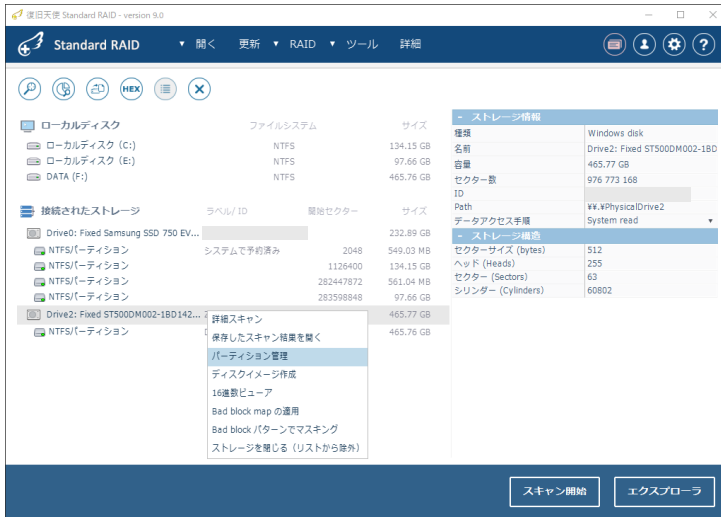 復旧天使 Standard RAID - version 9.0
Standard RAID ▼ 開く 更新 ▼ RAID ▼ ツール 詳細
HEX
ローカルディスク ファイルシステム サイズ
ローカルディスク (C:) NTFS 134.15 GB
ローカルディスク (E:) NTFS 97.66 GB
DATA (F:) NTFS 465.76 GB
接続されたストレージ ラベル/ ID 開始セクター サイズ
Drive0: Fixed Samsung SSD 750 EV... 232.89 GB
NTFSパーティション システムで予約済み 2048 549.03 MB
NTFSパーティション 1126400 134.15 GB
NTFSパーティション 282447872 561.04 MB
NTFSパーティション 283598848 97.66 GB
Drive2: Fixed ST500DM002-1BD142... 465.77 GB
NTFSパーティション 465.76 GB
詳細スキャン
保存したスキャン結果を開く
パーティション管理
ディスクイメージ作成
16進数ビューア
Bad block map の適用
Bad block パターンでマスキング
ストレージを閉じる（リストから除外）
- ストレージ情報
種類 Windows disk
名前 Drive2: Fixed ST500DM002-1BD
容量 465.77 GB
セクター数 976 773 168
ID
Path ¥¥.¥PhysicalDrive2
データアクセス手順 System read ▼
- ストレージ構造
セクターサイズ (bytes) 512
ヘッド (Heads) 255
セクター (Sectors) 63
シリンダー (Cylinders) 60802
スキャン開始 エクスプローラ